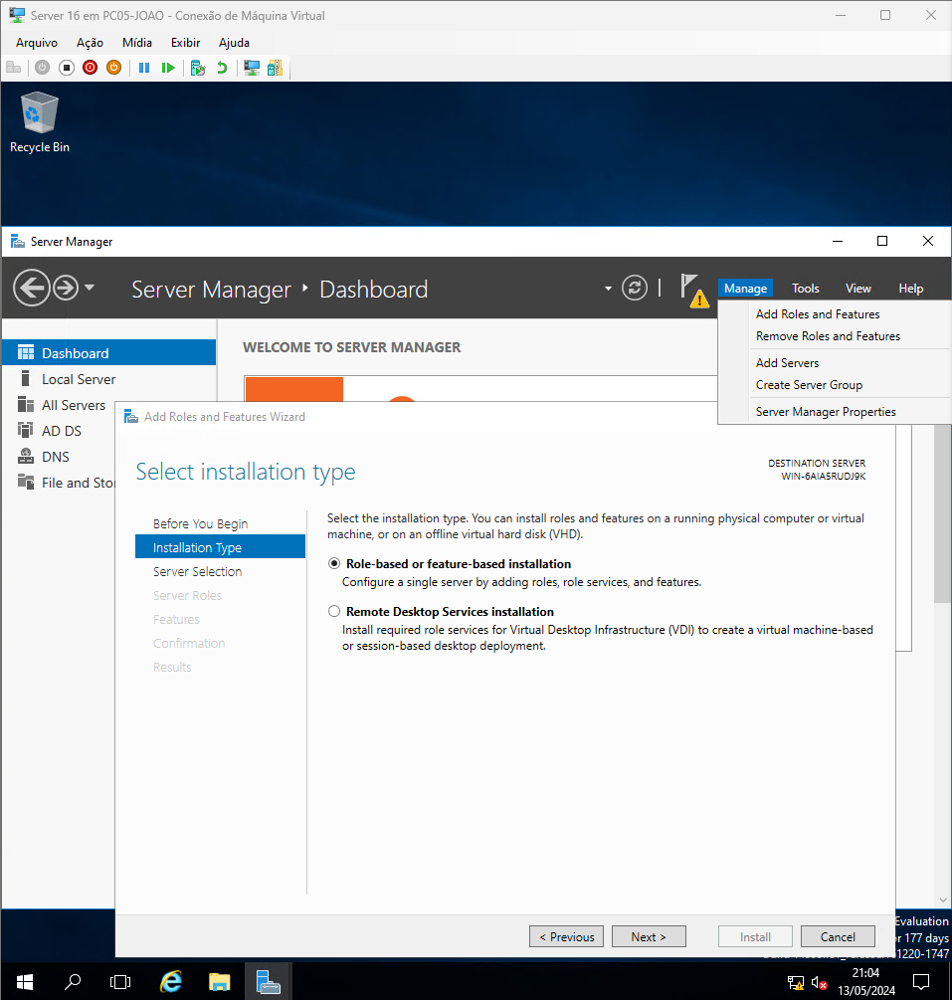 Server 16 em PC05-JOAO - Conexão de Máquina Virtual
Arquivo Ação Mídia Exibir Ajuda
Recycle Bin
Server Manager
Server Manager Dashboard
Manage Tools View Help
Add Roles and Features
Remove Roles and Features
Add Servers
Create Server Group
Server Manager Properties
Dashboard
Local Server
All Servers
AD DS
DNS
File and Sto
WELCOME TO SERVER MANAGER
Add Roles and Features Wizard
Select installation type
DESTINATION SERVER
WIN-6AIA5RUDJ9K
Before You Begin
Installation Type
Server Selection
Server Roles
Features
Confirmation
Results
Select the installation type. You can install roles and features on a running physical computer or virtual
machine, or on an offline virtual hard disk (VHD).
Role-based or feature-based installation
Configure a single server by adding roles, role services, and features.
Remote Desktop Services installation
Install required role services for Virtual Desktop Infrastructure (VDI) to create a virtual machine-based
or session-based desktop deployment.
< Previous Next > Install Cancel
Evaluation
177 days
1220-1747
21:04
13/05/2024